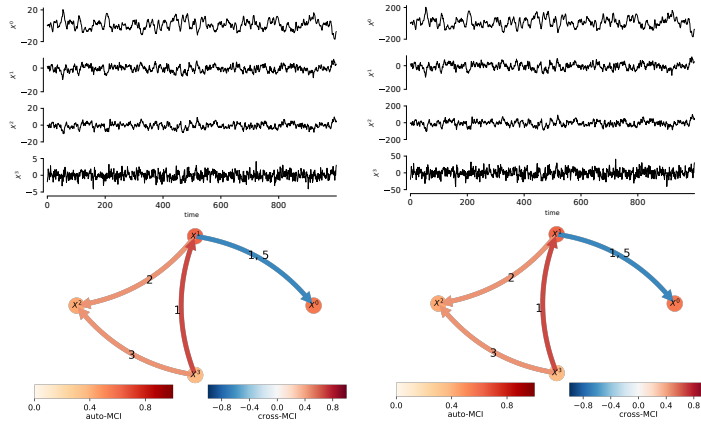 20
X⁰
0
−20
0
X¹
−20
20
X²
0
−20
5
X³
0
−5
0 200 400 600 800
time
X¹
1, 5
2
X²
1
X⁰
3
X³
0.0 0.4 0.8
auto-MCI
−0.8 −0.4 0.0 0.4 0.8
cross-MCI
200
X⁰
0
−200
0
X¹
−200
200
X²
0
−200
50
X³
0
−50
0 200 400 600 800
time
X¹
1, 5
2
X²
1
X⁰
3
X³
0.0 0.4 0.8
auto-MCI
−0.8 −0.4 0.0 0.4 0.8
cross-MCI